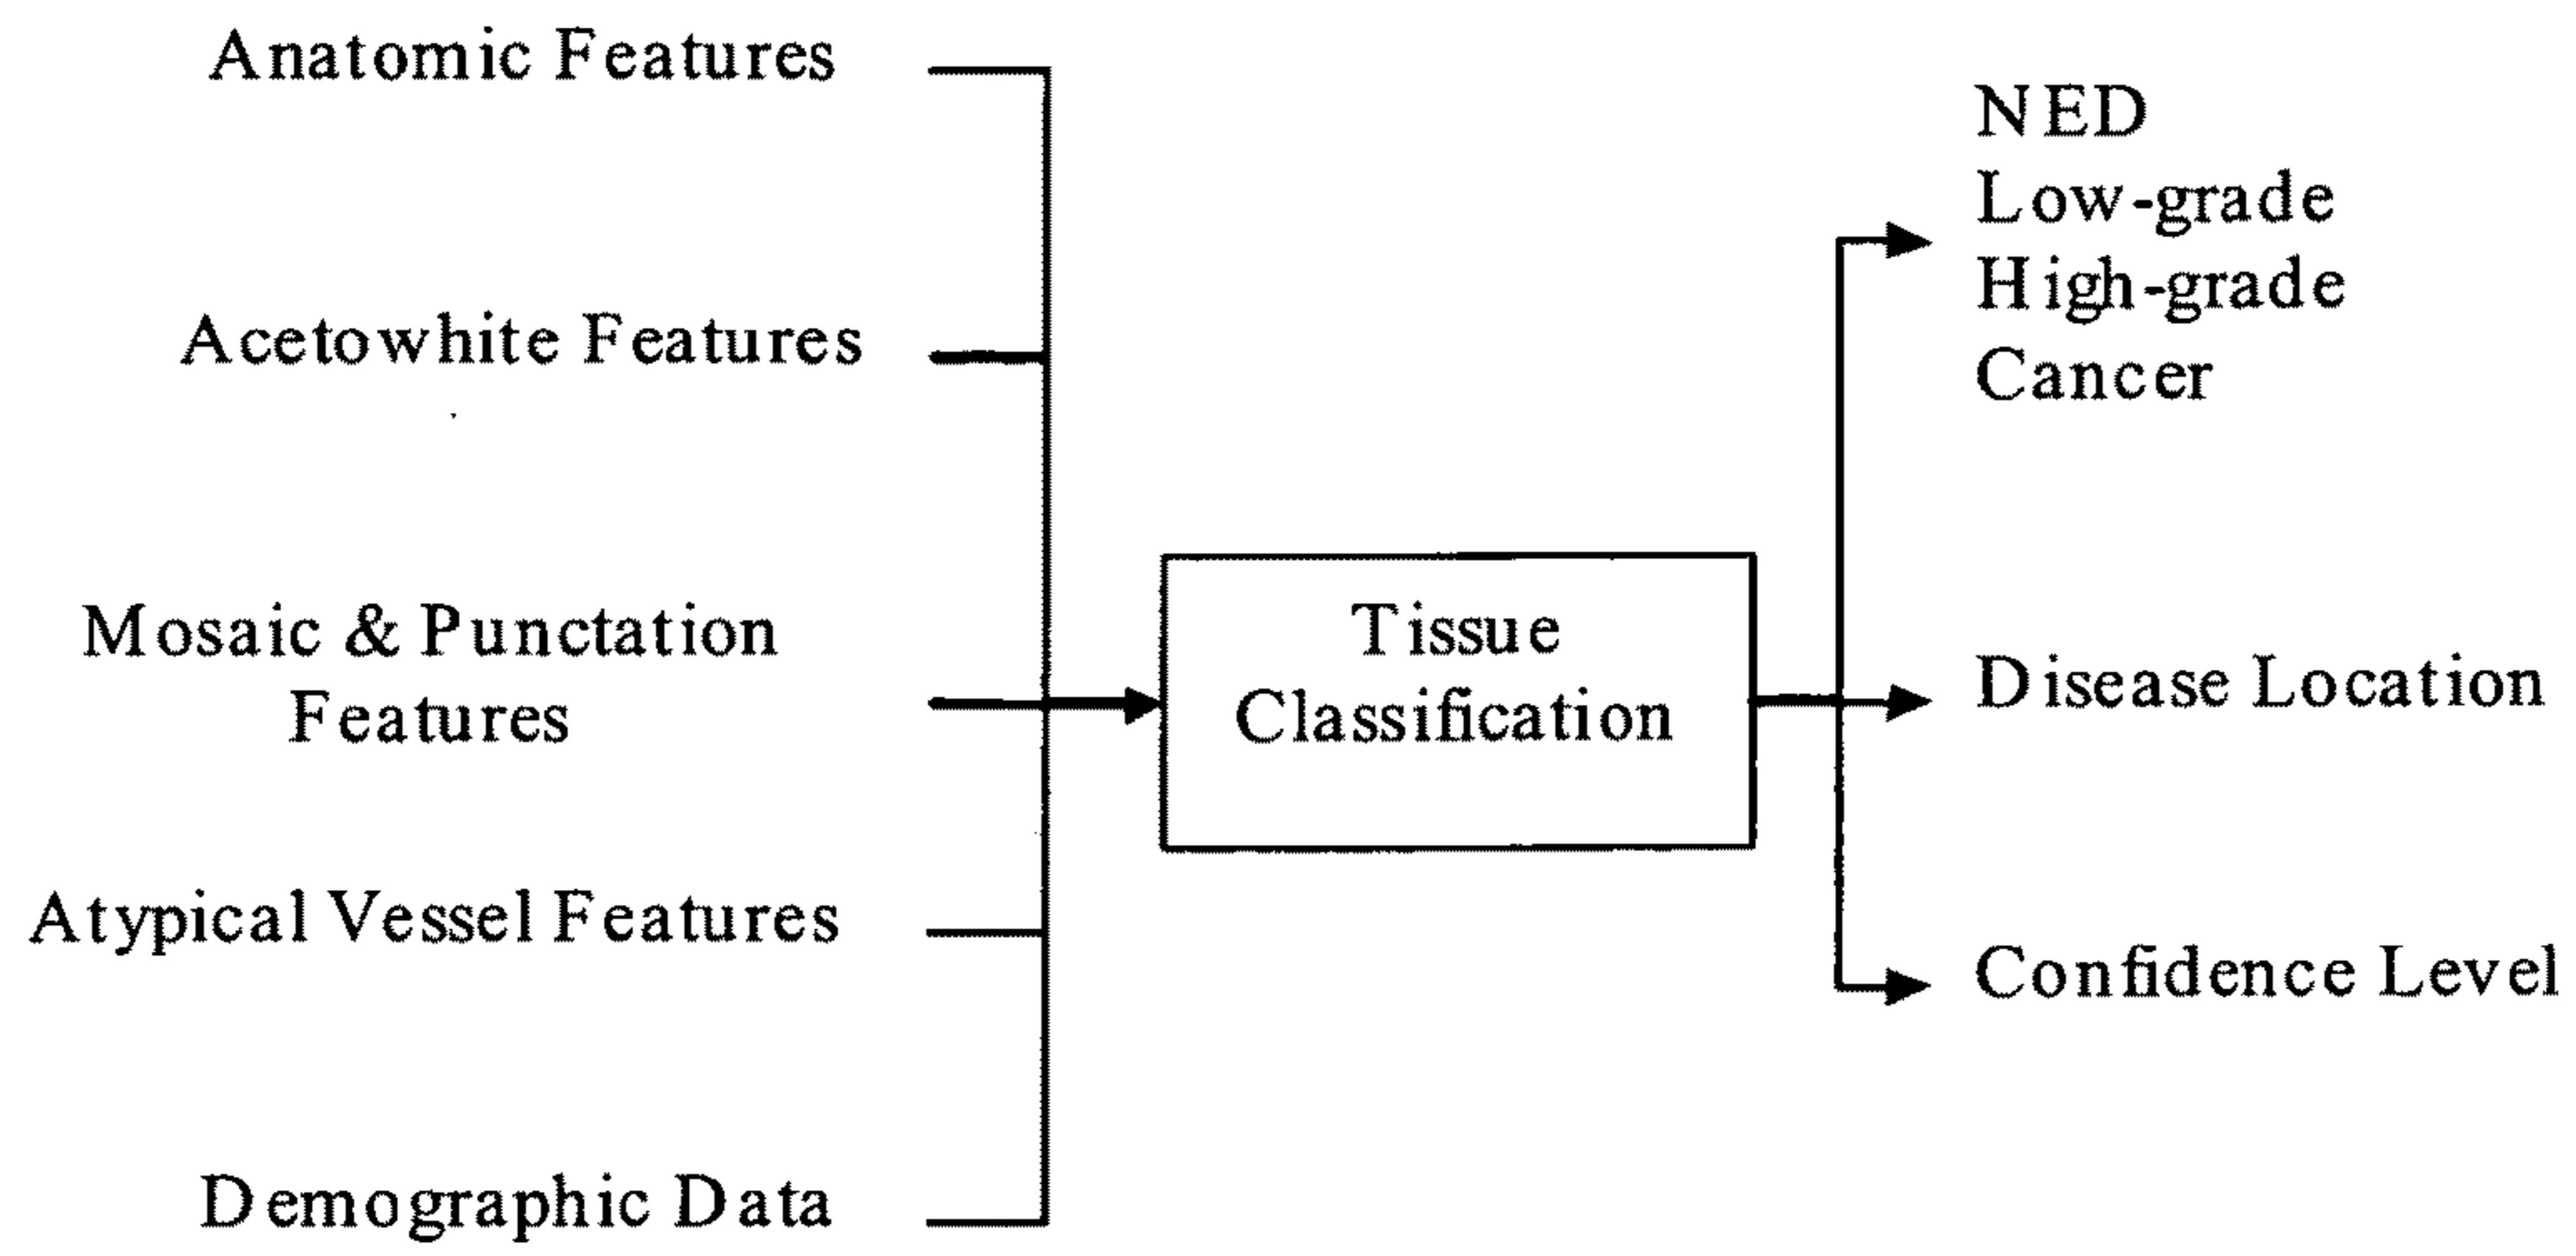 Anatomic Features
Acetowhite Features
Mosaic & Punctation
Features
Atypical Vessel Features
Demographic Data
Tissue
Classification
NED
Low-grade
High-grade
Cancer
Disease Location
Confidence Level